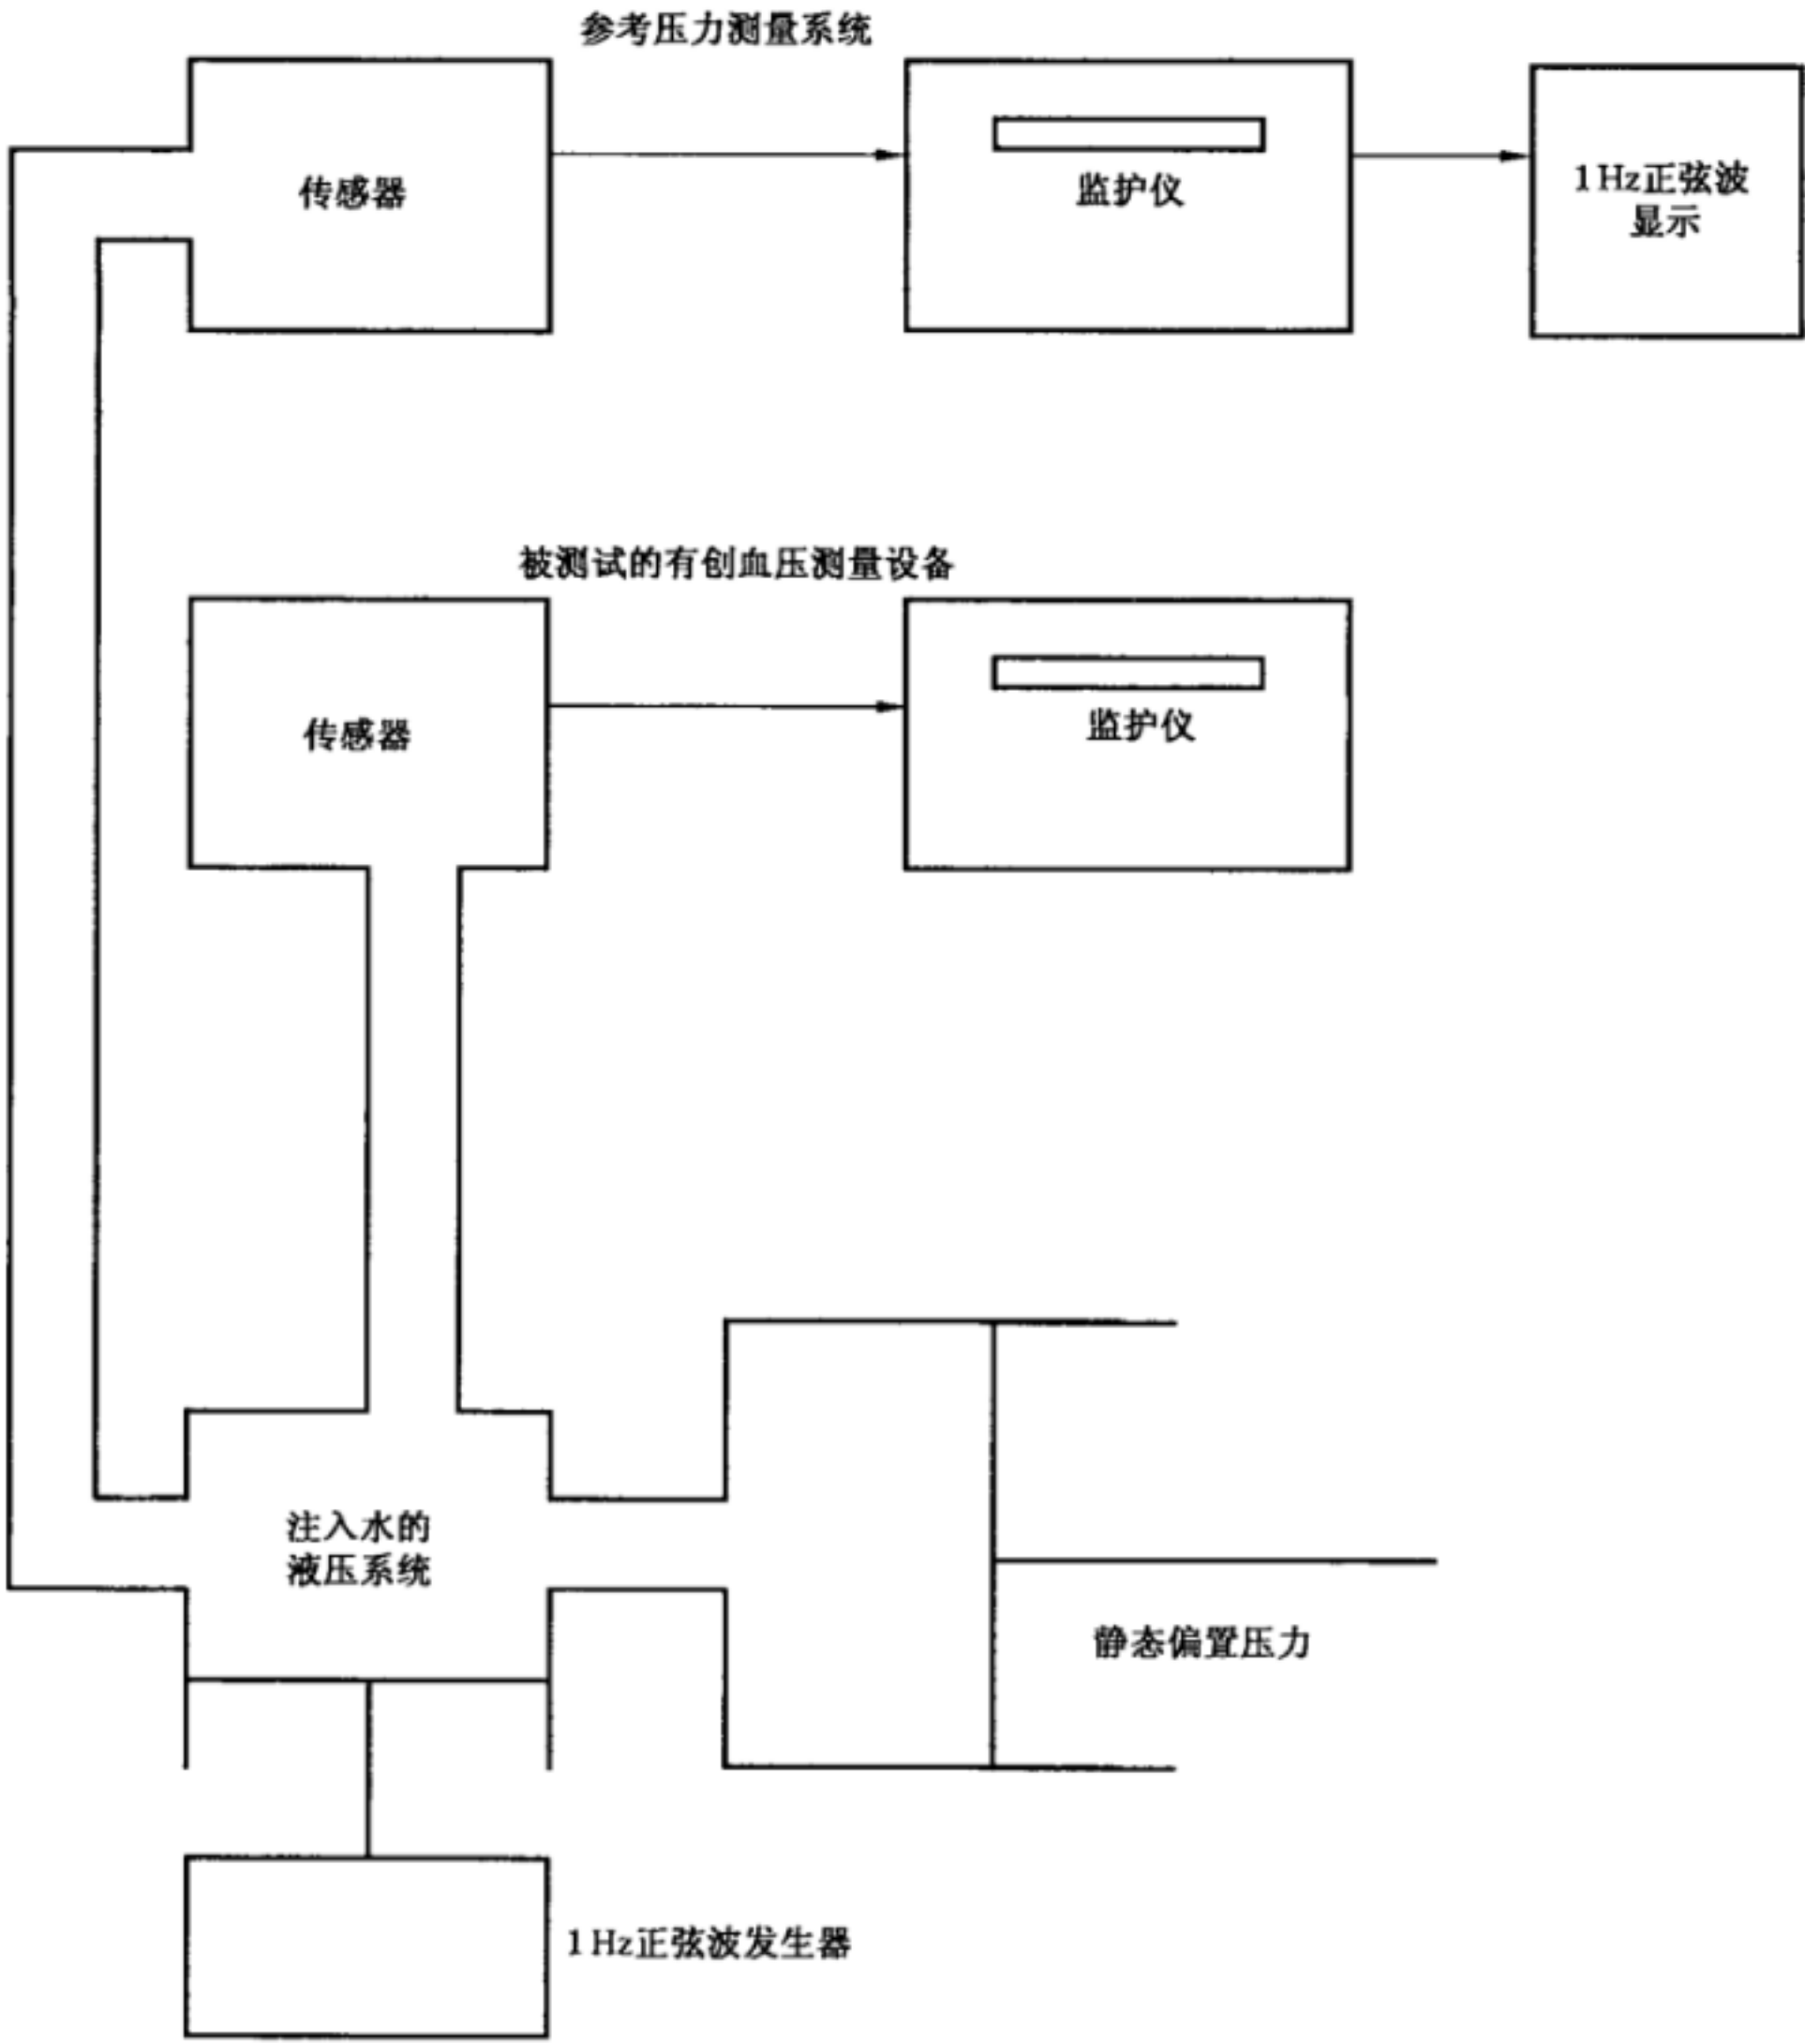 参考压力测量系统
传感器
监护仪
1Hz正弦波
显示
被测试的有创血压测量设备
传感器
监护仪
注入水的
液压系统
静态偏置压力
1Hz正弦波发生器